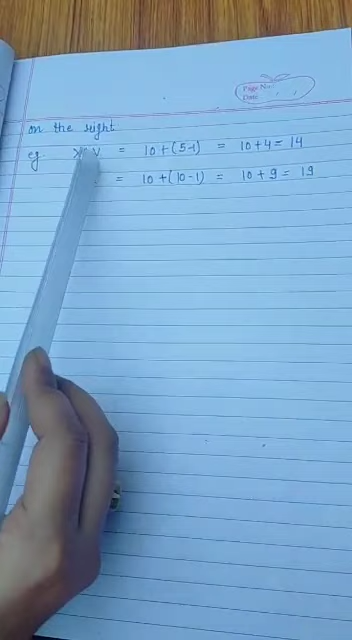 Page No.:
Date:
on the right.
eg. XIV = 10 + (5-1) = 10 + 4 = 14
= 10 + (10-1) = 10 + 9 = 19